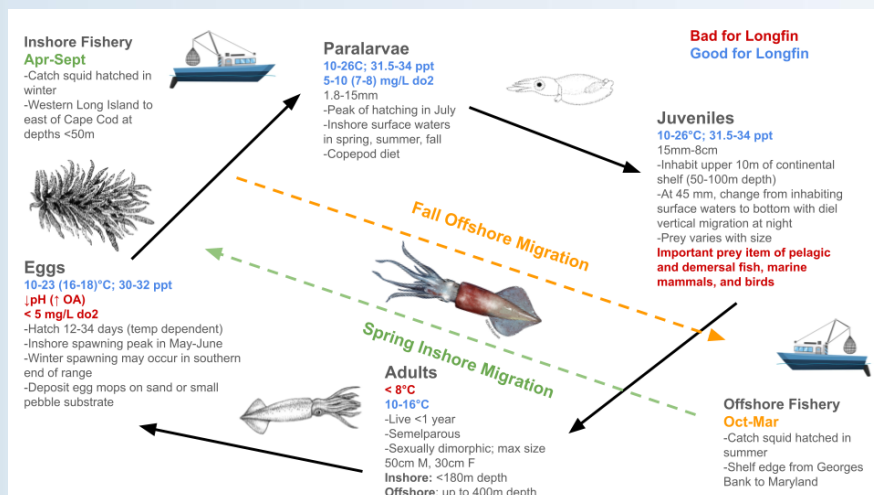 Inshore Fishery
Apr-Sept
-Catch squid hatched in
winter
-Western Long Island to
east of Cape Cod at
depths <50m
Paralarvae
10-26C; 31.5-34 ppt
5-10 (7-8) mg/L do2
1.8-15mm
-Peak of hatching in July
-Inshore surface waters
in spring, summer, fall
-Copepod diet
Bad for Longfin
Good for Longfin
Juveniles
10-26°C; 31.5-34 ppt
15mm-8cm
-Inhabit upper 10m of continental
shelf (50-100m depth)
-At 45 mm, change from inhabiting
surface waters to bottom with diel
vertical migration at night
-Prey varies with size
Important prey item of pelagic
and demersal fish, marine
mammals, and birds
Fall Offshore Migration
Spring Inshore Migration
Eggs
10-23 (16-18)°C; 30-32 ppt
↓pH (↑ OA)
< 5 mg/L do2
-Hatch 12-34 days (temp dependent)
-Inshore spawning peak in May-June
-Winter spawning may occur in southern
end of range
-Deposit egg mops on sand or small
pebble substrate
Adults
< 8°C
10-16°C
-Live <1 year
-Semelparous
-Sexually dimorphic; max size
50cm M, 30cm F
Inshore: <180m depth
Offshore: up to 400m depth
Offshore Fishery
Oct-Mar
-Catch squid hatched in
summer
-Shelf edge from Georges
Bank to Maryland